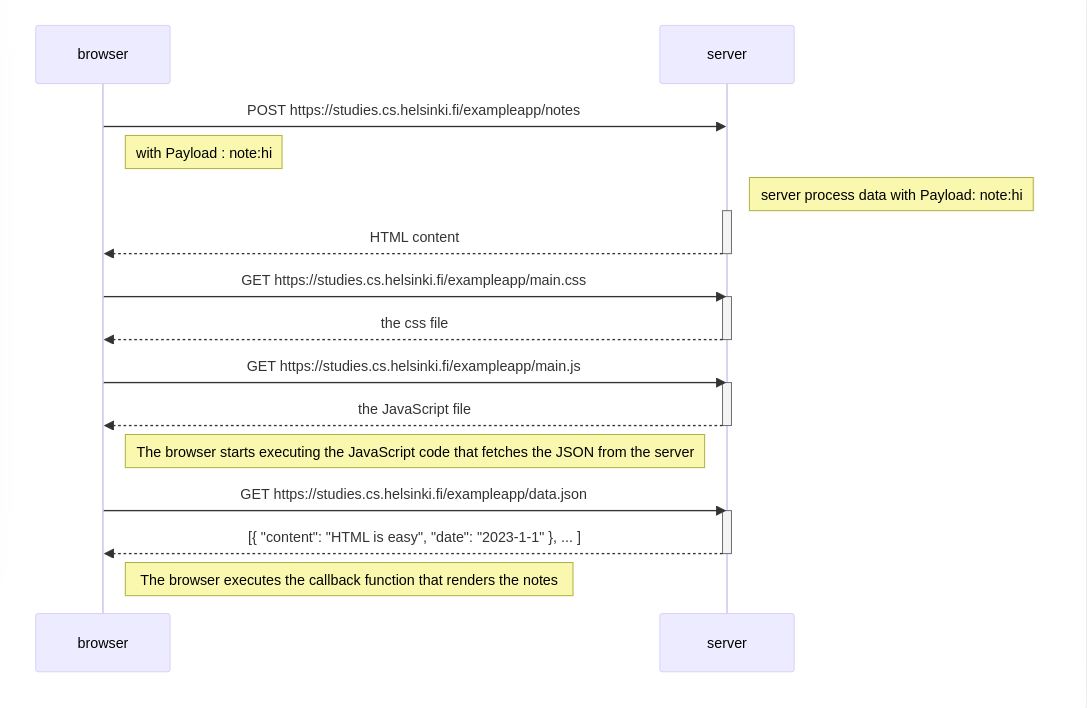 browser
server
POST https://studies.cs.helsinki.fi/exampleapp/notes
with Payload : note:hi
server process data with Payload: note:hi
HTML content
GET https://studies.cs.helsinki.fi/exampleapp/main.css
the css file
GET https://studies.cs.helsinki.fi/exampleapp/main.js
the JavaScript file
The browser starts executing the JavaScript code that fetches the JSON from the server
GET https://studies.cs.helsinki.fi/exampleapp/data.json
[{ "content": "HTML is easy", "date": "2023-1-1" }, ... ]
The browser executes the callback function that renders the notes
browser
server